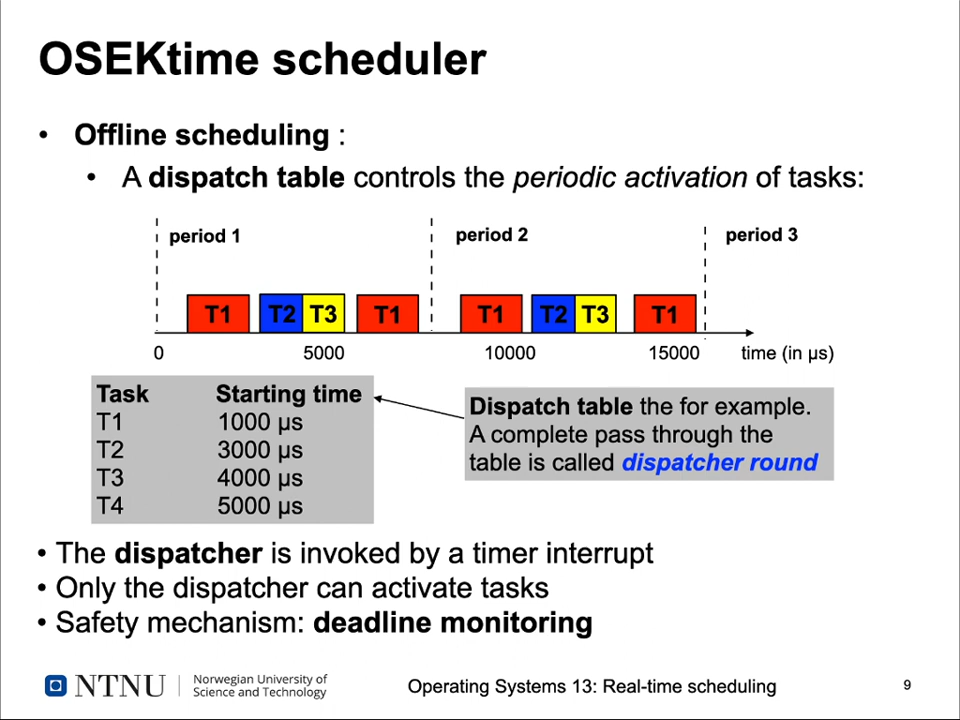 OSEKtime scheduler
• Offline scheduling :
• A dispatch table controls the periodic activation of tasks:
period 1 period 2 period 3
T1 T2 T3 T1 T1 T2 T3 T1
0 5000 10000 15000 time (in µs)
Task Starting time
T1 1000 µs
T2 3000 µs
T3 4000 µs
T4 5000 µs
Dispatch table the for example.
A complete pass through the
table is called dispatcher round
• The dispatcher is invoked by a timer interrupt
• Only the dispatcher can activate tasks
• Safety mechanism: deadline monitoring
NTNU
Norwegian University of
Science and Technology
Operating Systems 13: Real-time scheduling
9